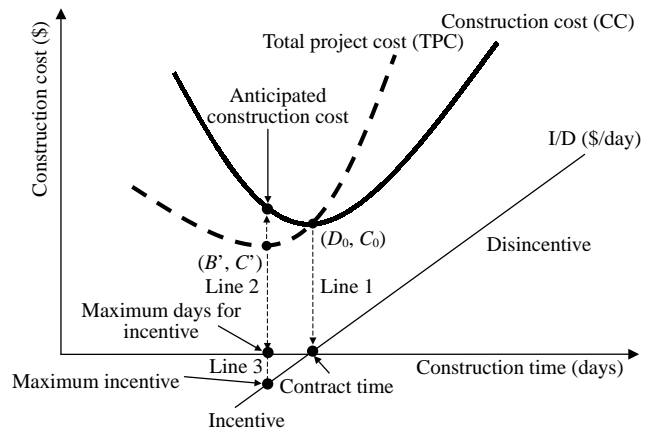 Construction cost (CC)
Total project cost (TPC)
Construction cost ($)
Anticipated
construction cost
I/D ($/day)
(D0, C0)
Disincentive
(B’, C’)
Line 2
Line 1
Maximum days for
incentive
Line 3
Construction time (days)
Maximum incentive
Contract time
Incentive